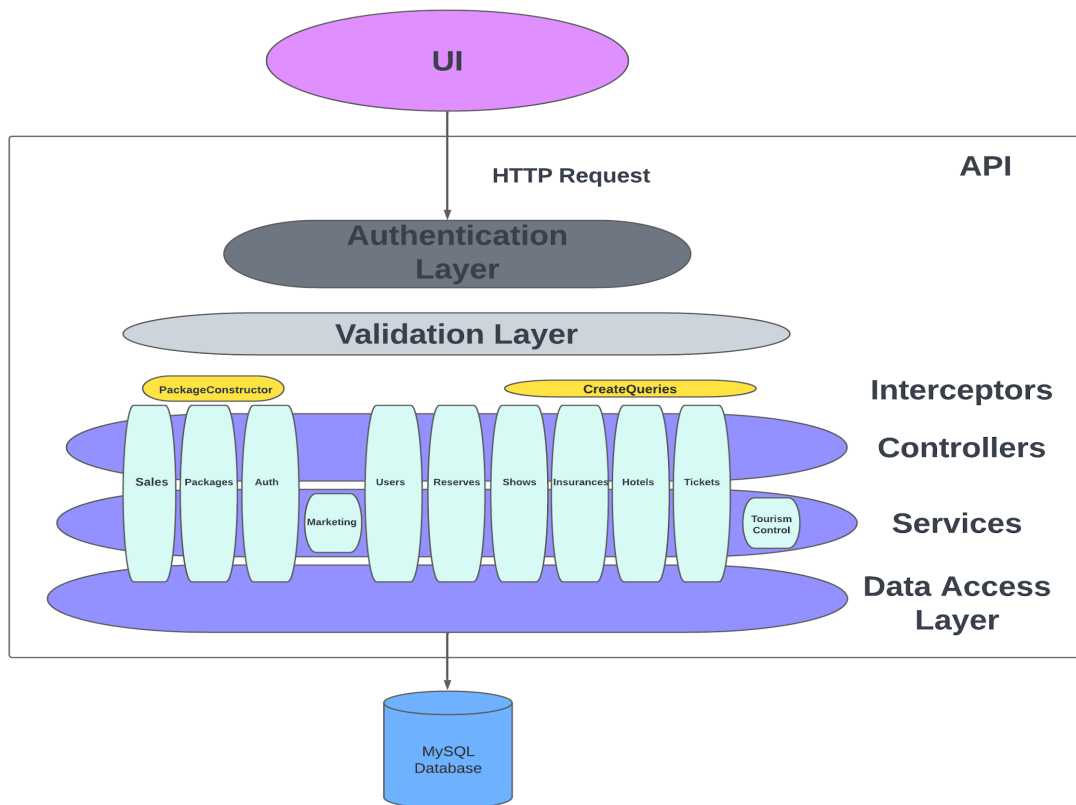 UI
API
HTTP Request
Authentication
Layer
Validation Layer
PackageConstructor
CreateQueries
Interceptors
Controllers
Sales
Packages
Auth
Users
Reserves
Shows
Insurances
Hotels
Tickets
Marketing
Tourism
Control
Services
Data Access
Layer
MySQL
Database